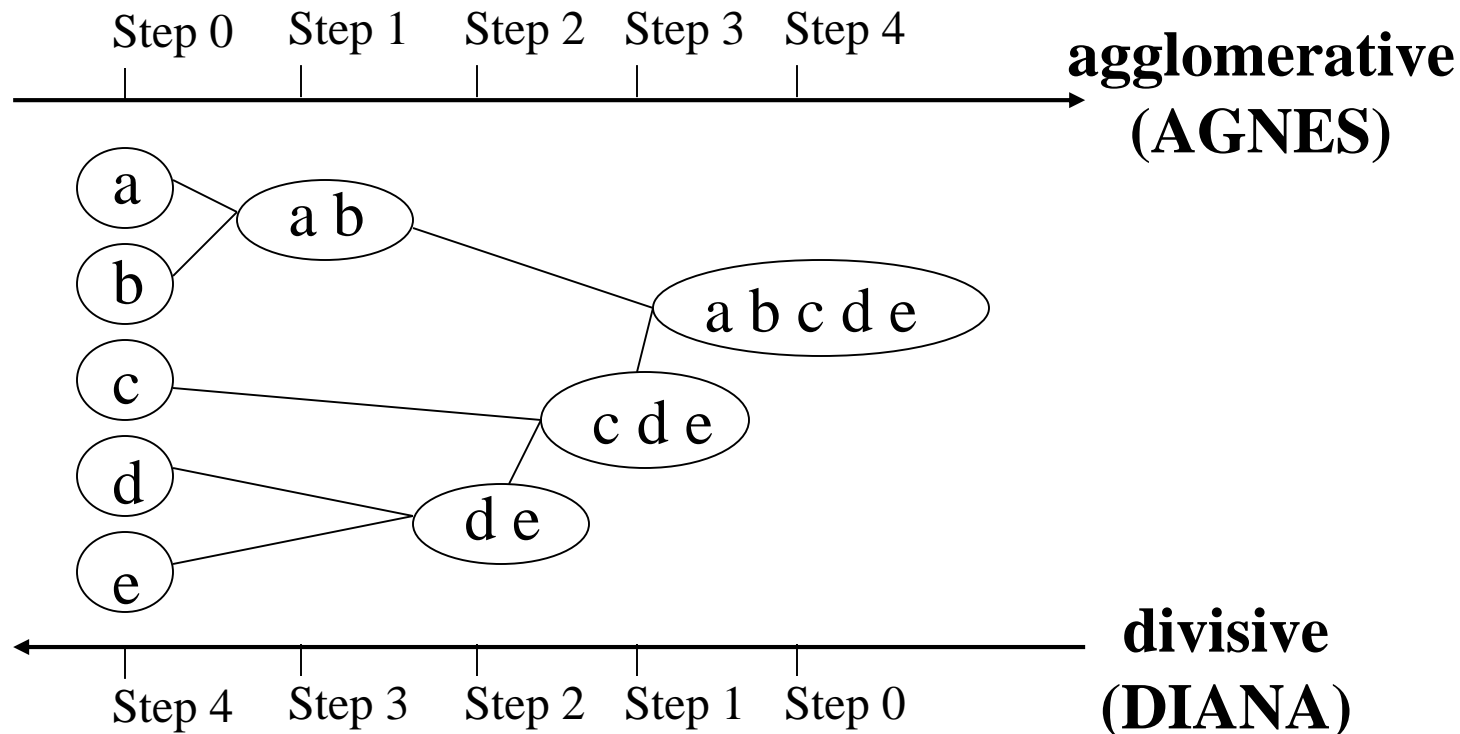 Step 0 Step 1 Step 2 Step 3 Step 4
agglomerative
(AGNES)
a
a b
b
a b c d e
c
c d e
d
d e
e
divisive
(DIANA)
Step 4 Step 3 Step 2 Step 1 Step 0